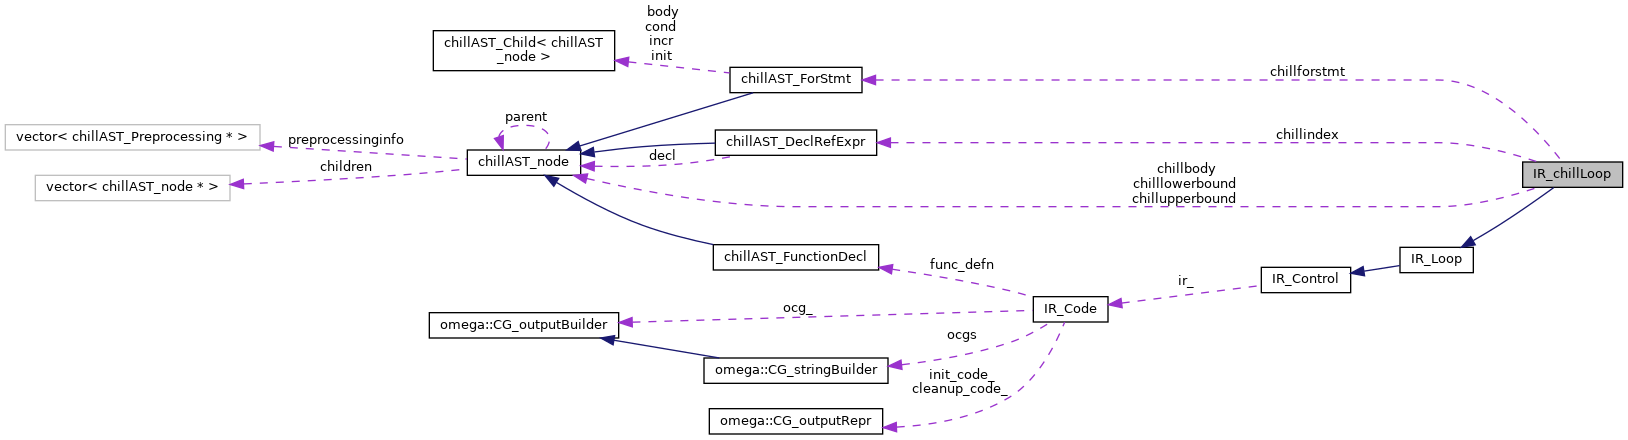 body
cond
incr
init
chillAST_Child< chillAST
_node >
chillAST_ForStmt
chillforstmt
vector< chillAST_Preprocessing * >
preprocessinginfo
parent
chillAST_node
decl
chillAST_DeclRefExpr
chillindex
children
vector< chillAST_node * >
chillbody
chilllowerbound
chillupperbound
IR_chillLoop
chillAST_FunctionDecl
func_defn
IR_Loop
IR_Control
ir_
IR_Code
ocg_
omega::CG_outputBuilder
ocgs
omega::CG_stringBuilder
init_code_
cleanup_code_
omega::CG_outputRepr